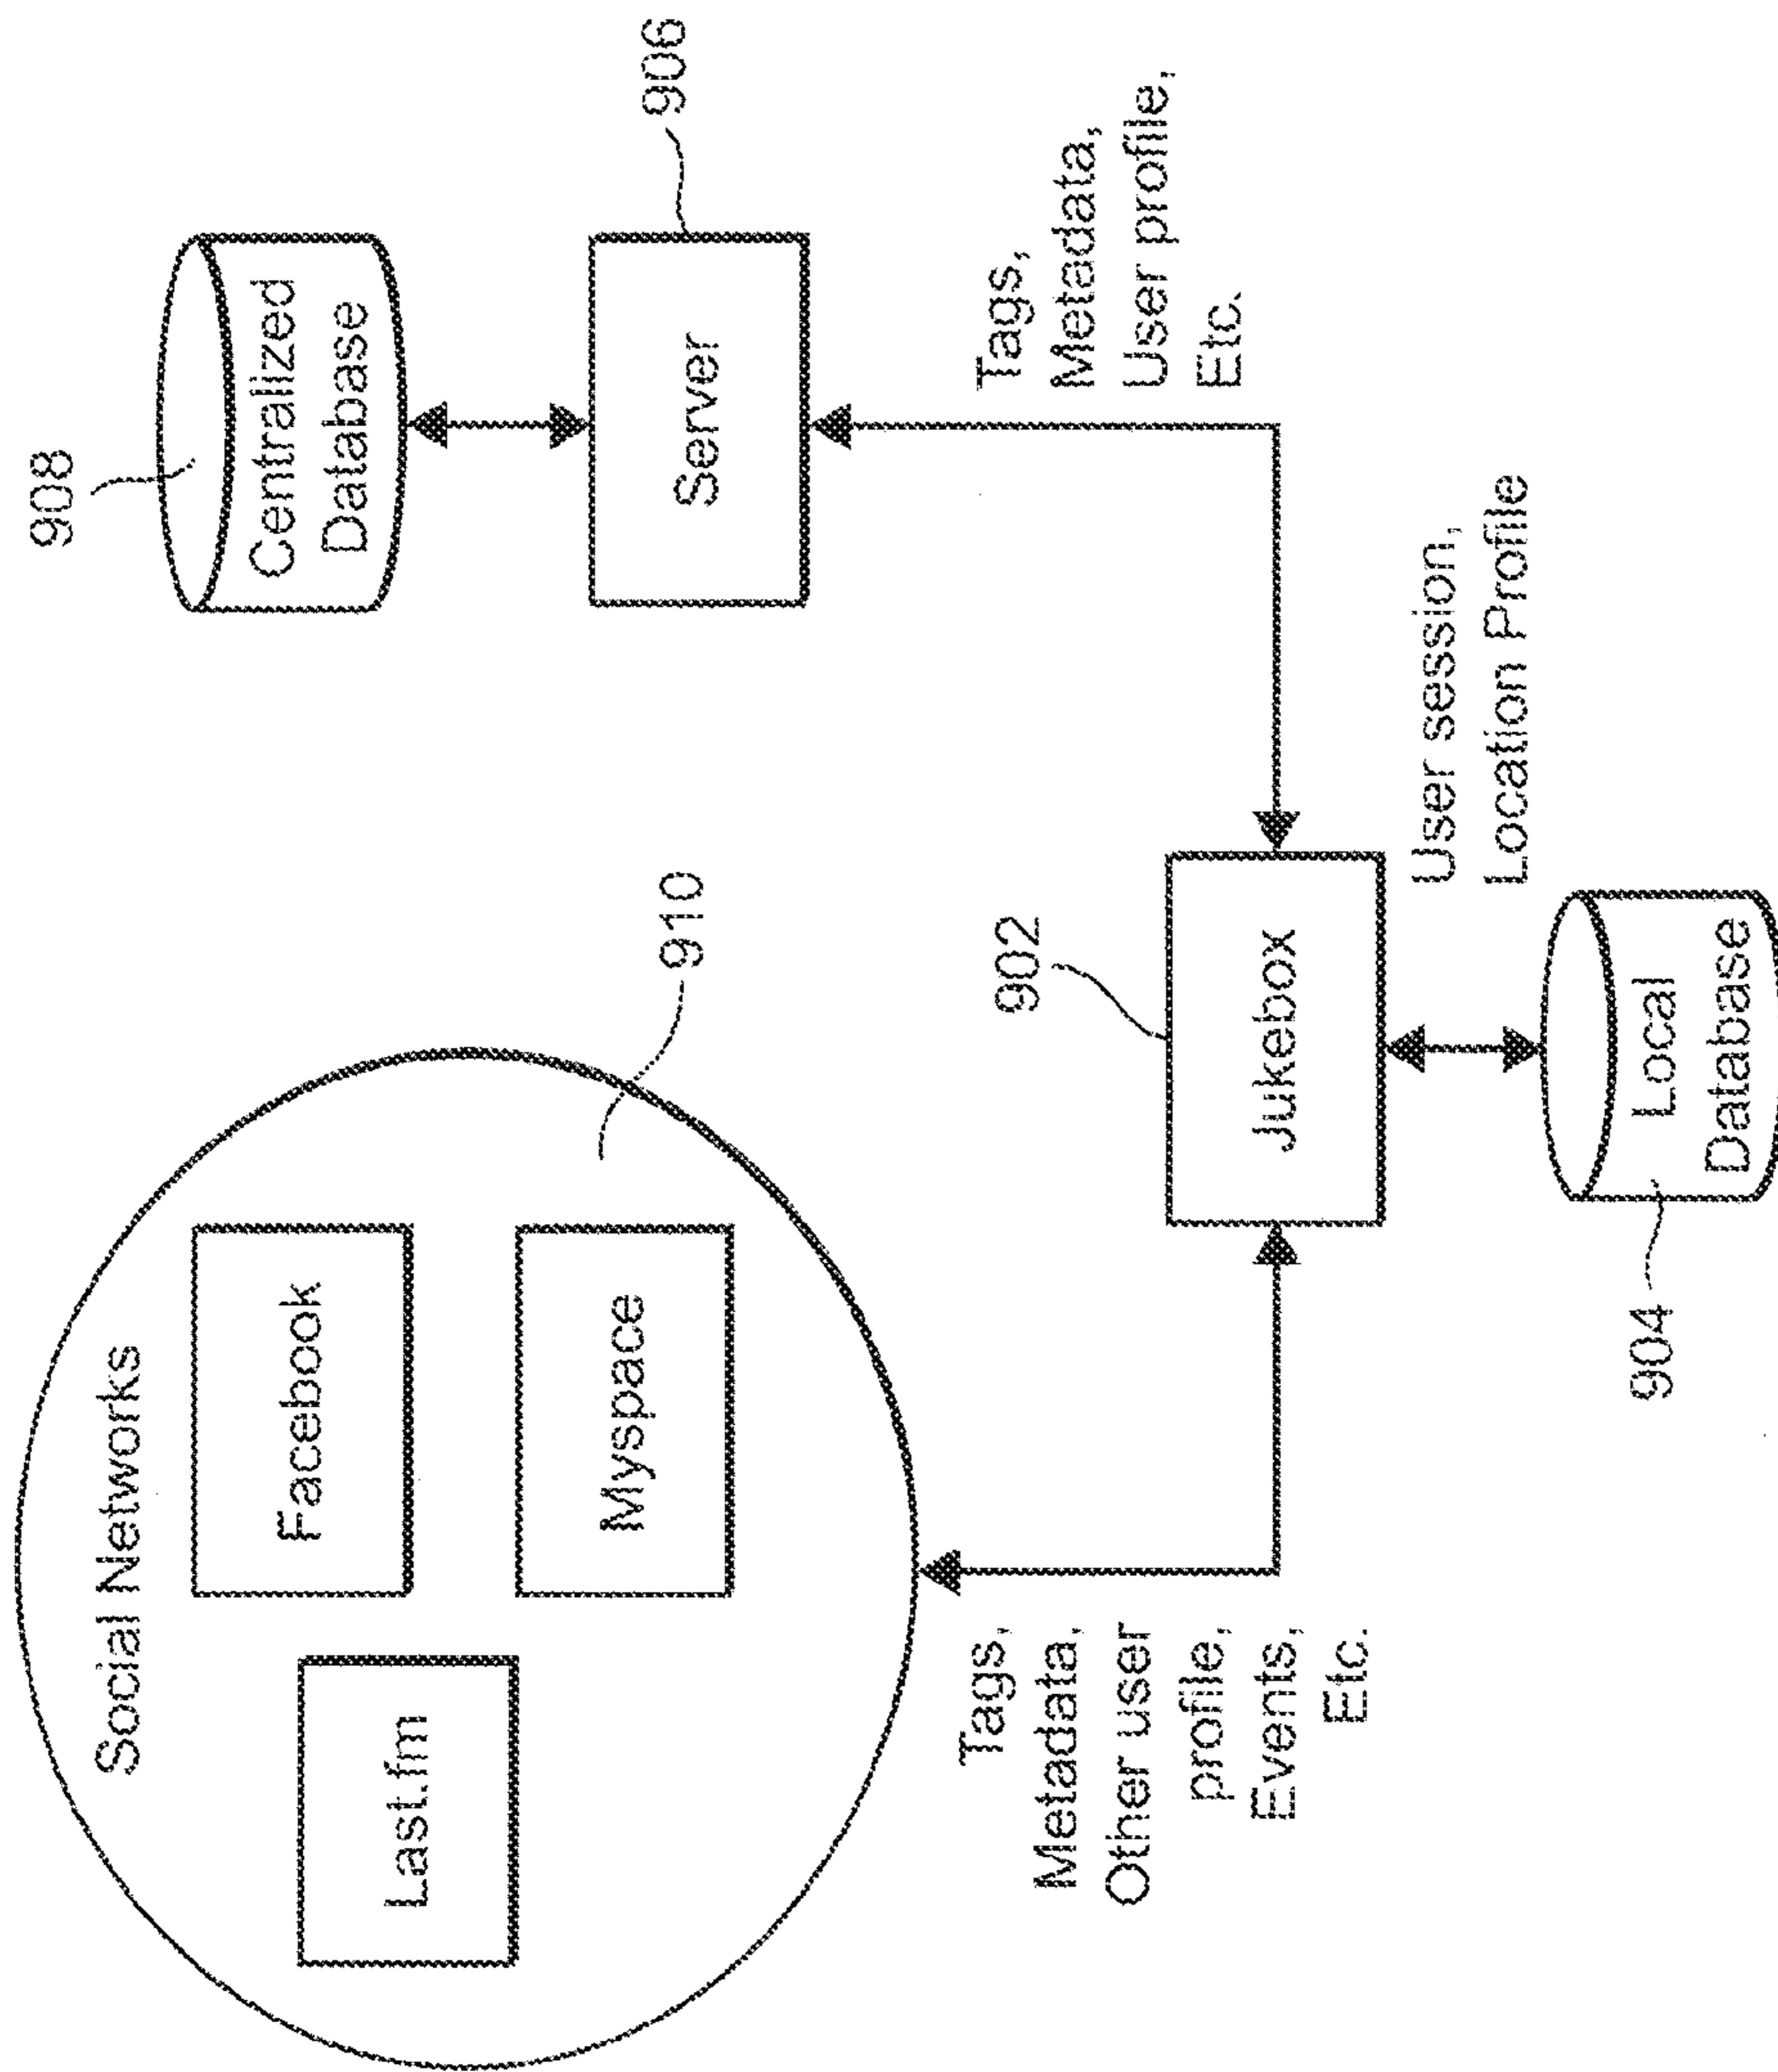 Social Networks
Facebook
Last.fm
Myspace
910
908
Centralized
Database
Server
906
Tags,
Metadata,
Other user
profile,
Events,
Etc.
902
Jukebox
Tags,
Metadata,
User profile,
Etc.
User session,
Location Profile
904
Local
Database